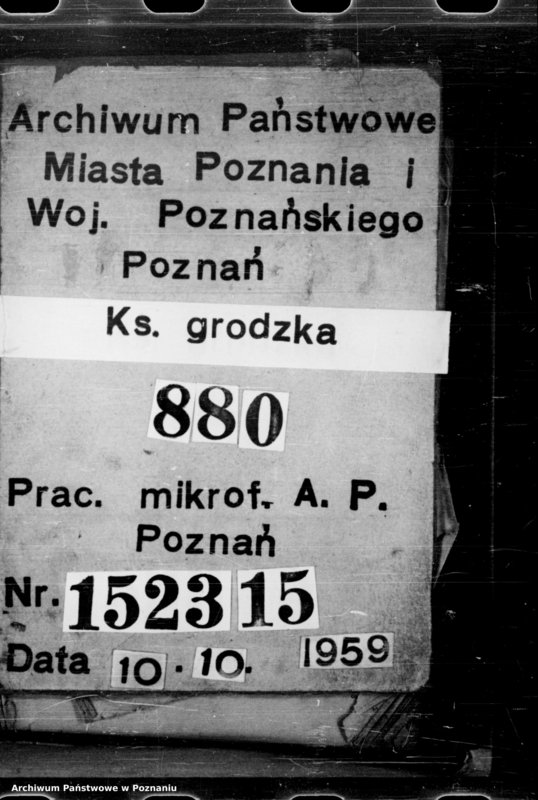 Archiwum Państwowe
Miasta Poznania i
Woj. Poznańskiego
Poznań
Ks. grodzka
880
Prac. mikrof. A. P.
Poznań
Nr. 152315
Data 10.10. 1959
Archiwum Państwowe w Poznaniu